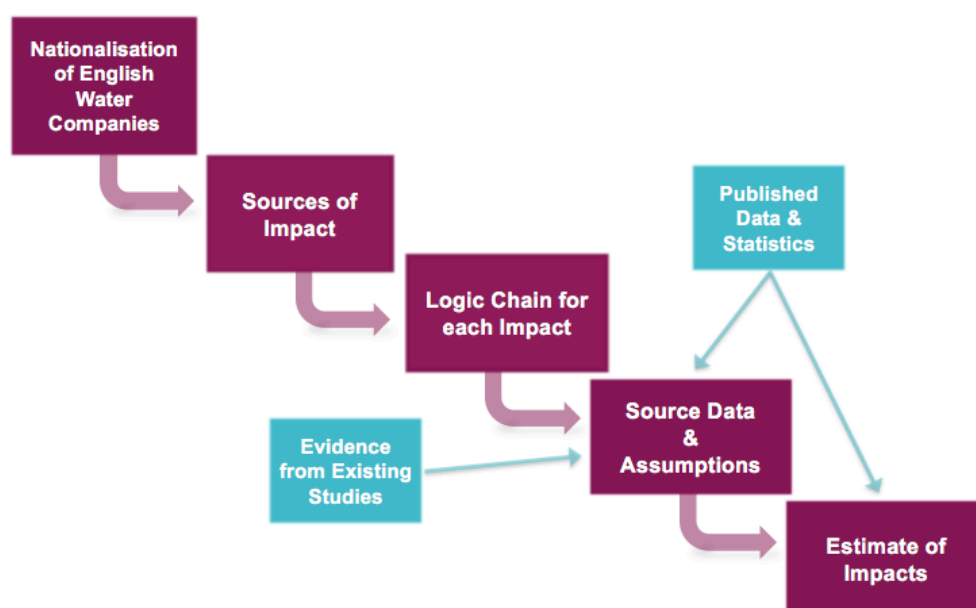 Nationalisation
of English
Water
Companies
Sources of
Impact
Published
Data &
Statistics
Logic Chain for
each Impact
Source Data
&
Assumptions
Evidence
from Existing
Studies
Estimate of
Impacts